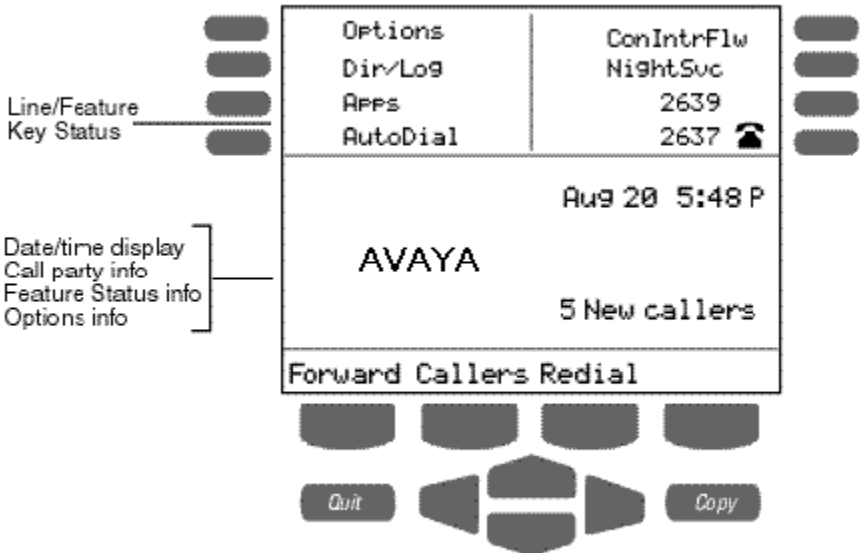 Options
Dir/Log
Apps
AutoDial
ConIntrFlw
NightSvc
2639
2637
Line/Feature
Key Status
Aug 20 5:48 P
Date/time display
Call party info
Feature Status info
Options info
AVAYA
5 New callers
Forward Callers Redial
Quit
Copy